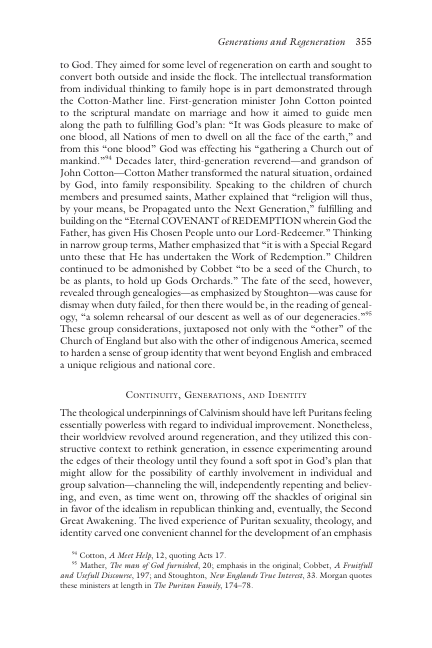 Generations and Regeneration 355
to God. They aimed for some level of regeneration on earth and sought to
convert both outside and inside the flock. The intellectual transformation
from individual thinking to family hope is in part demonstrated through
the Cotton-Mather line. First-generation minister John Cotton pointed
to the scriptural mandate on marriage and how it aimed to guide men
along the path to fulfilling God's plan: “It was Gods pleasure to make of
one blood, all Nations of men to dwell on all the face of the earth,” and
from this “one blood” God was effecting his “gathering a Church out of
mankind.”94 Decades later, third-generation reverend—and grandson of
John Cotton—Cotton Mather transformed the natural situation, ordained
by God, into family responsibility. Speaking to the children of church
members and presumed saints, Mather explained that “religion will thus,
by your means, be Propagated unto the Next Generation,” fulfilling and
building on the “Eternal COVENANT of REDEMPTION wherein God the
Father, has given His Chosen People unto our Lord-Redeemer.” Thinking
in narrow group terms, Mather emphasized that “it is with a Special Regard
unto these that He has undertaken the Work of Redemption.” Children
continued to be admonished by Cobbet “to be a seed of the Church, to
be as plants, to hold up Gods Orchards.” The fate of the seed, however,
revealed through genealogies—as emphasized by Stoughton—was cause for
dismay when duty failed, for then there would be, in the reading of geneal-
ogy, “a solemn rehearsal of our descent as well as of our degeneracies.”95
These group considerations, juxtaposed not only with the “other” of the
Church of England but also with the other of indigenous America, seemed
to harden a sense of group identity that went beyond English and embraced
a unique religious and national core.
Continuity, Generations, and Identity
The theological underpinnings of Calvinism should have left Puritans feeling
essentially powerless with regard to individual improvement. Nonetheless,
their worldview revolved around regeneration, and they utilized this con-
structive context to rethink generation, in essence experimenting around
the edges of their theology until they found a soft spot in God's plan that
might allow for the possibility of earthly involvement in individual and
group salvation—channeling the will, independently repenting and believ-
ing, and even, as time went on, throwing off the shackles of original sin
in favor of the idealism in republican thinking and, eventually, the Second
Great Awakening. The lived experience of Puritan sexuality, theology, and
identity carved one convenient channel for the development of an emphasis
94 Cotton, A Meet Help, 12, quoting Acts 17.
95 Mather, The man of God furnished, 20; emphasis in the original; Cobbet, A Fruitfull
and Usefull Discourse, 197; and Stoughton, New Englands True Interest, 33. Morgan quotes
these ministers at length in The Puritan Family, 174–78.